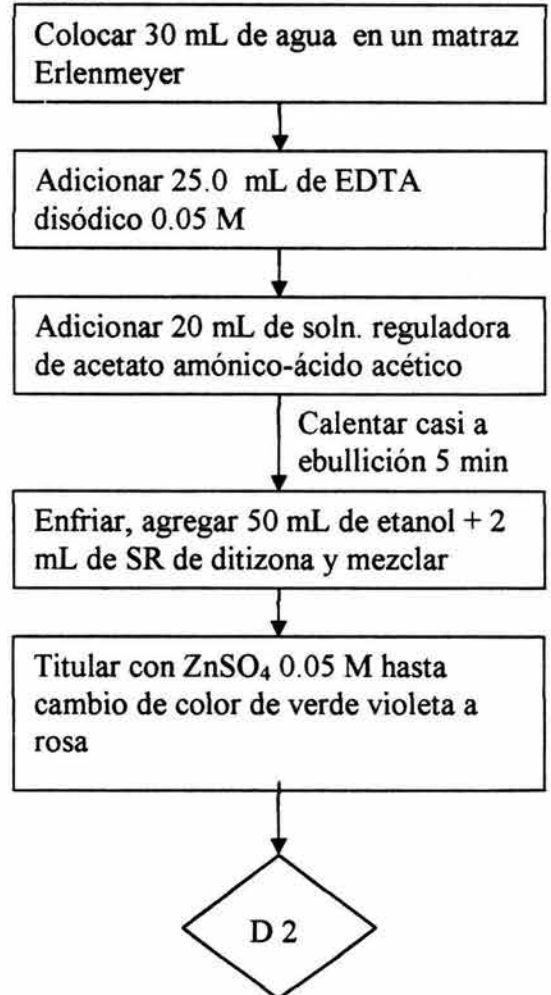 Colocar 30 mL de agua en un matraz
Erlenmeyer
Adicionar 25.0 mL de EDTA
disódico 0.05 M
Adicionar 20 mL de soln. reguladora
de acetato amónico-ácido acético
Calentar casi a
ebullición 5 min
Enfriar, agregar 50 mL de etanol + 2
mL de SR de ditizona y mezclar
Titular con ZnSO₄ 0.05 M hasta
cambio de color de verde violeta a
rosa
D 2